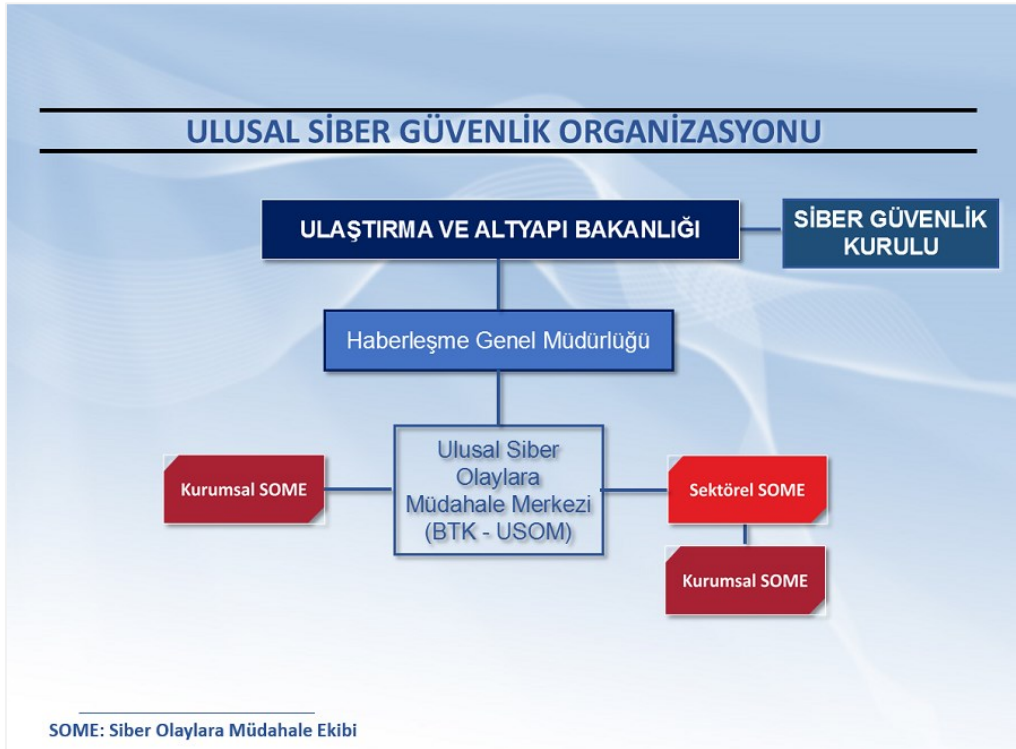 ULUSAL SİBER GÜVENLİK ORGANİZASYONU
ULAŞTIRMA VE ALTYAPI BAKANLIĞI
SİBER GÜVENLİK
KURULU
Haberleşme Genel Müdürlüğü
Kurumsal SOME
Ulusal Siber
Olaylara
Müdahale Merkezi
(BTK - USOM)
Sektörel SOME
Kurumsal SOME
SOME: Siber Olaylara Müdahale Ekibi